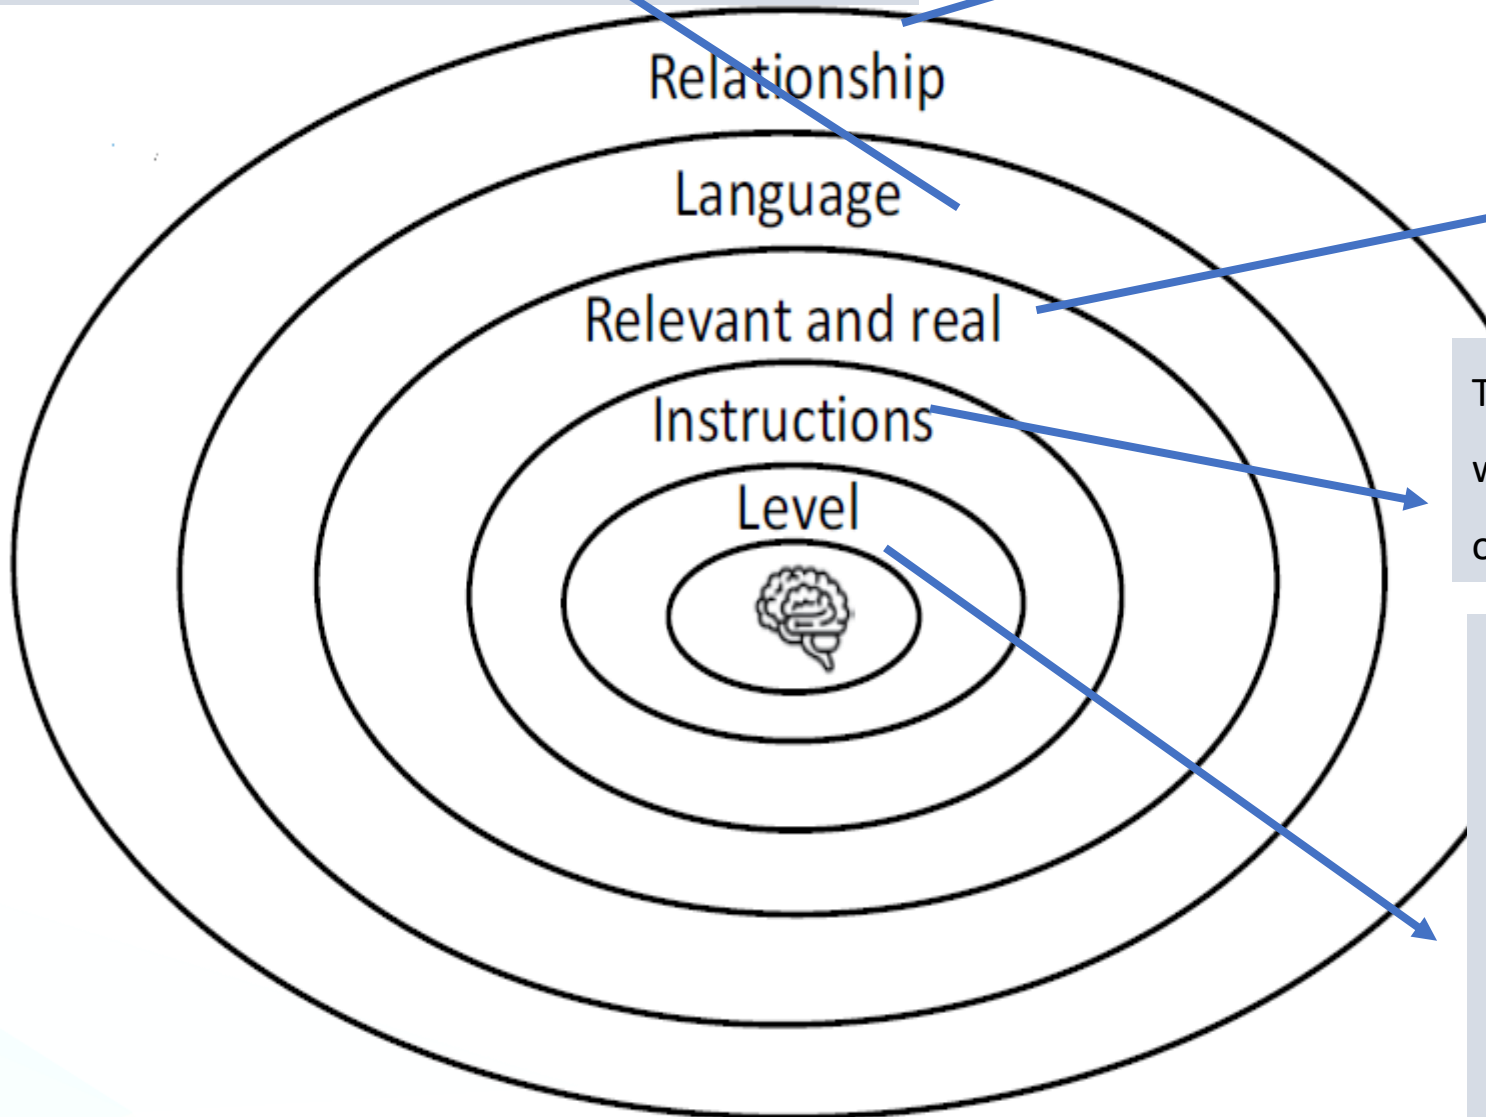 Relationship
Language
Relevant and real
Instructions
Level